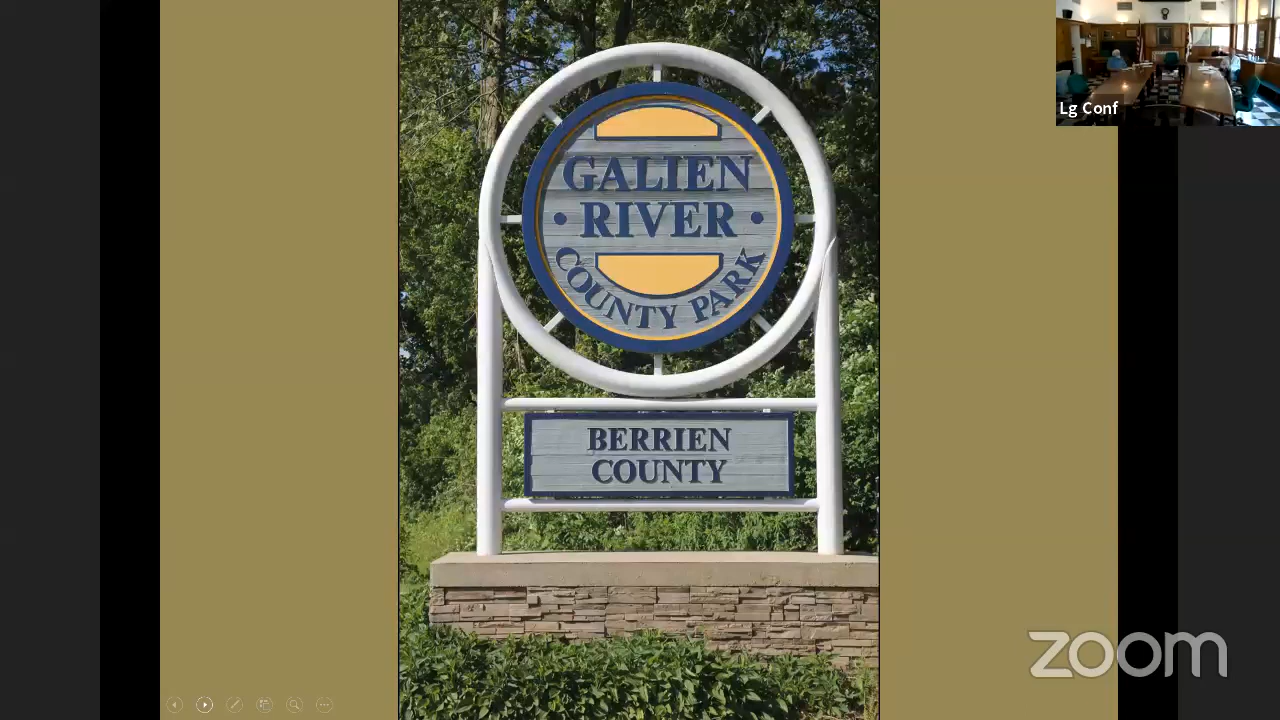 GALIEN
• RIVER •
COUNTY PARK
BERRIEN
COUNTY
Lg Conf
zoom